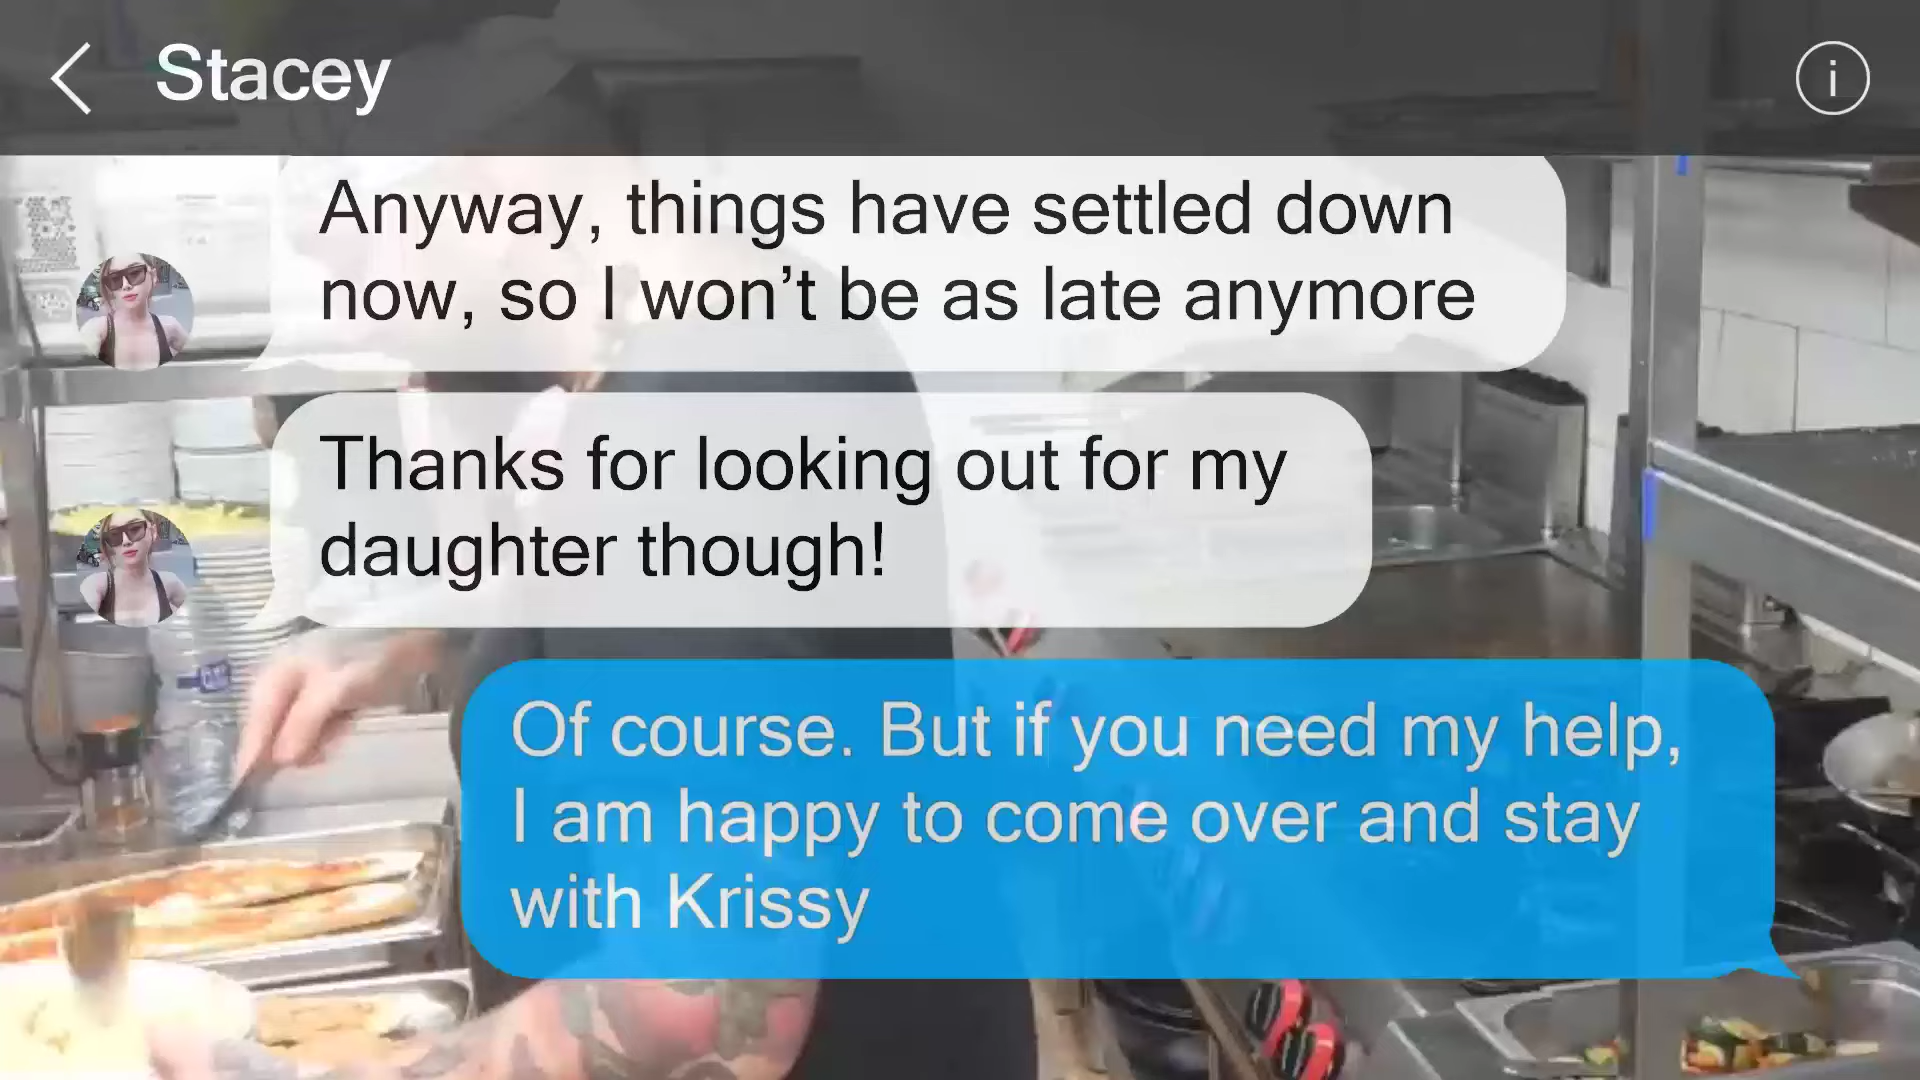 Stacey
Anyway, things have settled down
now, so I won’t be as late anymore
Thanks for looking out for my
daughter though!
Of course. But if you need my help,
I am happy to come over and stay
with Krissy